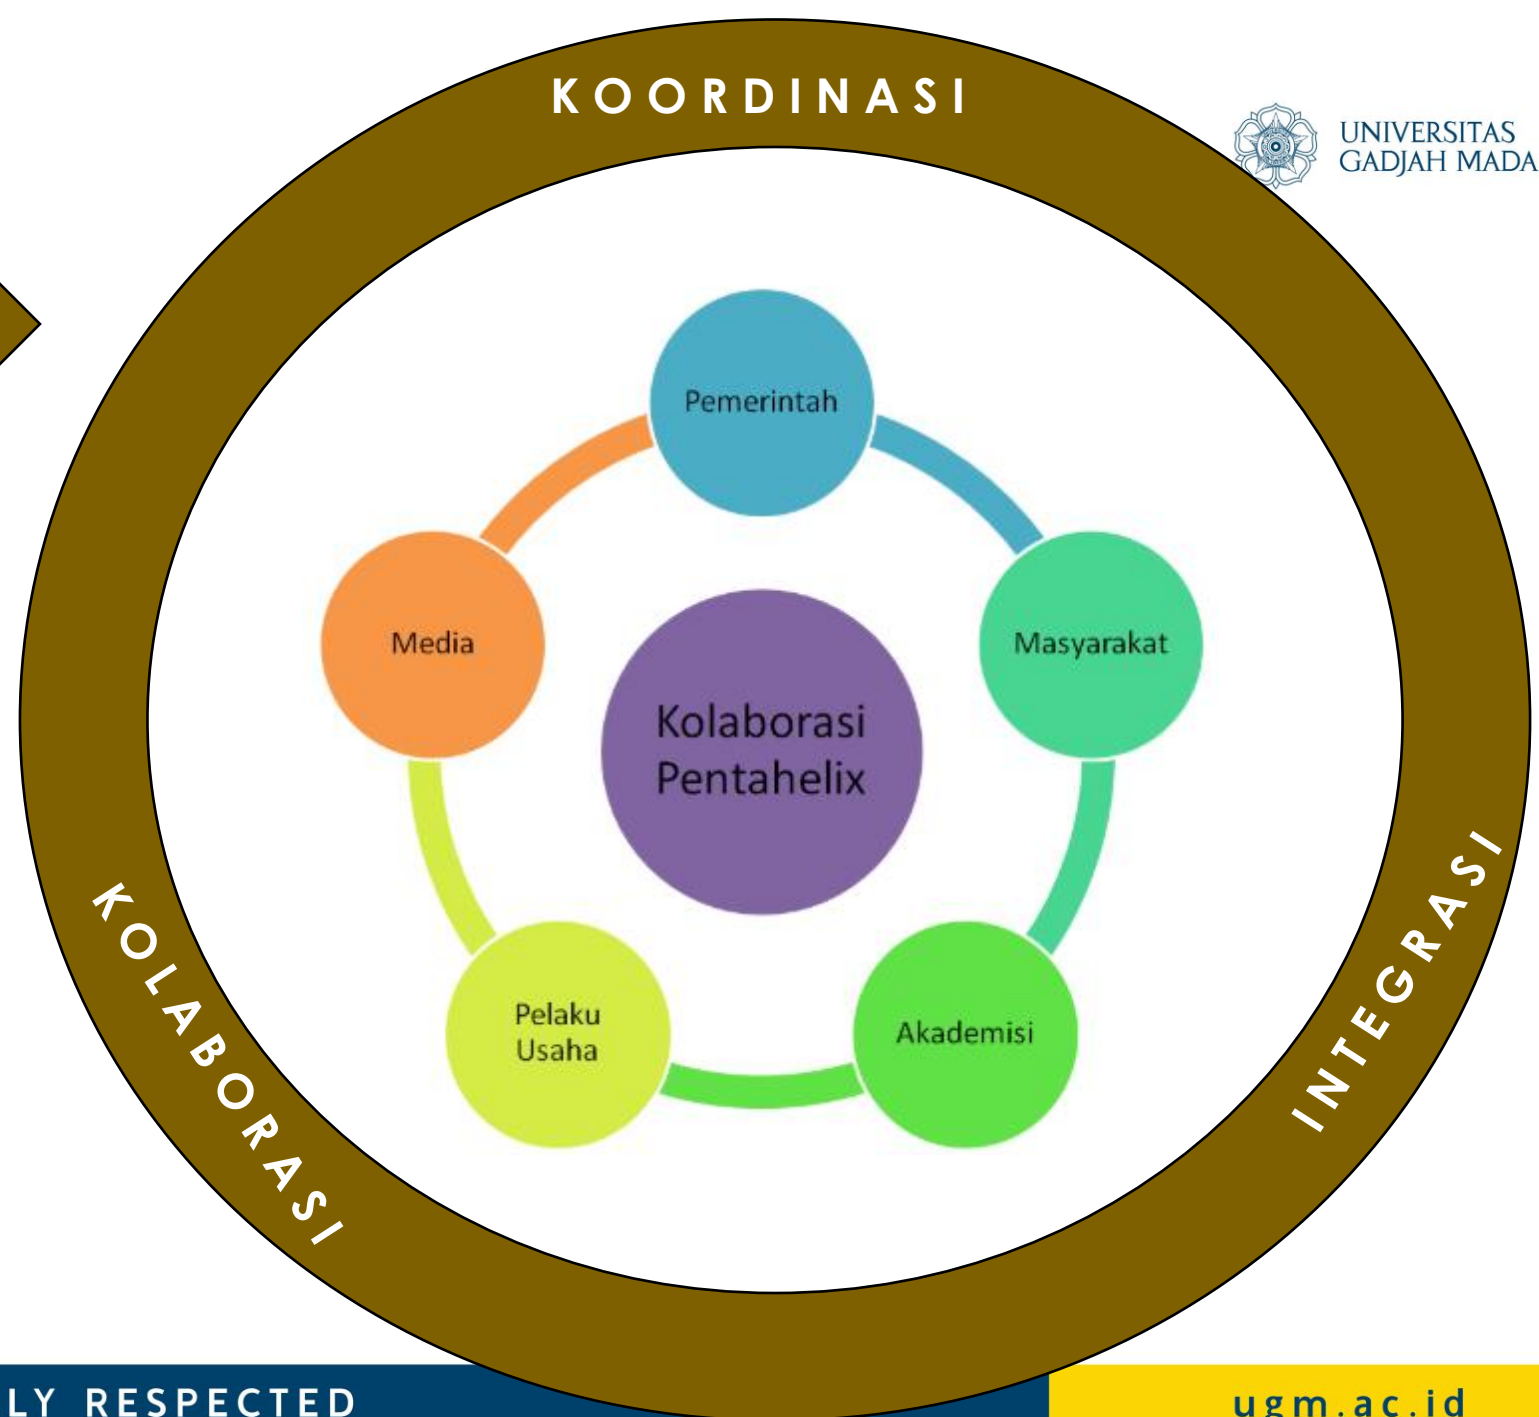 KOORDINASI
UNIVERSITAS
GADJAH MADA
Pemerintah
Media
Masyarakat
Kolaborasi
Pentahelix
Pelaku
Usaha
Akademisi
KOLABORASI
INTEGRASI
LY RESPECTED
ugm.ac.id